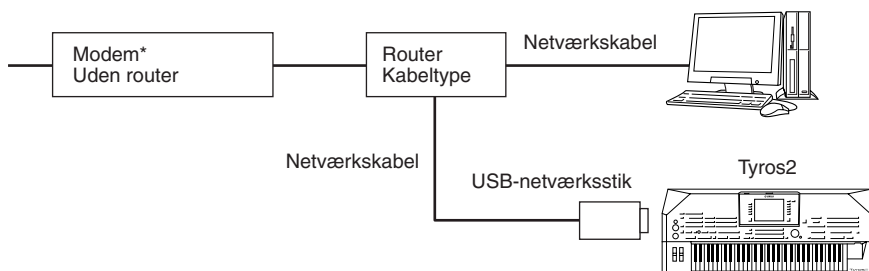 Modem*
Uden router
Router
Kabeltype
Netværkskabel
Netværkskabel
USB-netværksstik
Tyros2